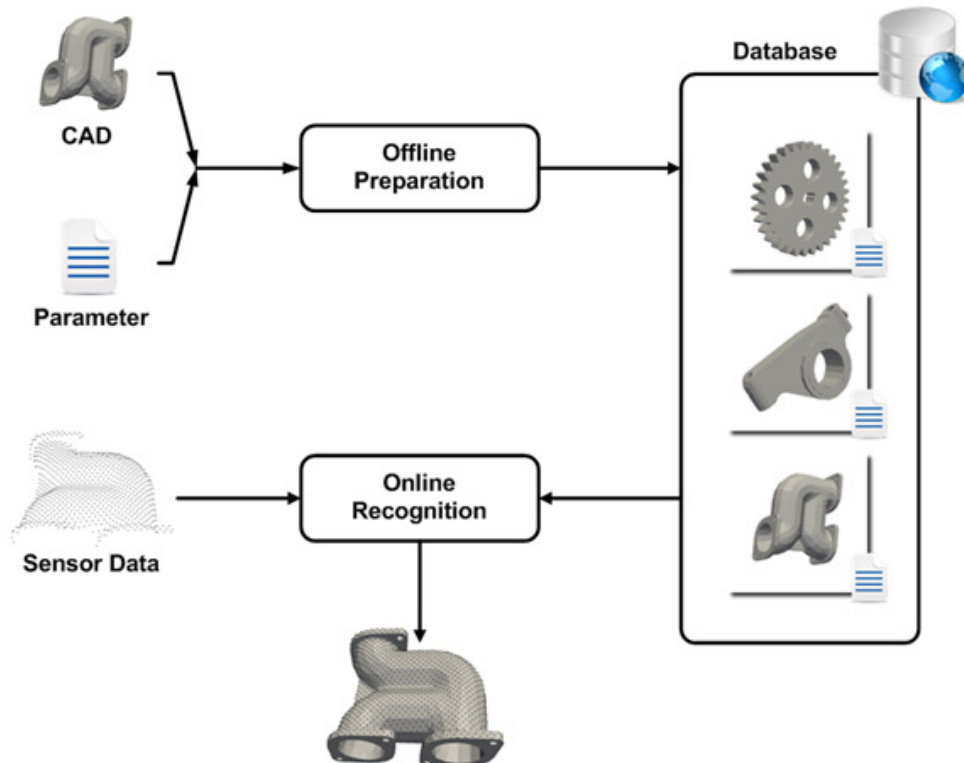 Database
CAD
Offline
Preparation
Parameter
Online
Recognition
Sensor Data